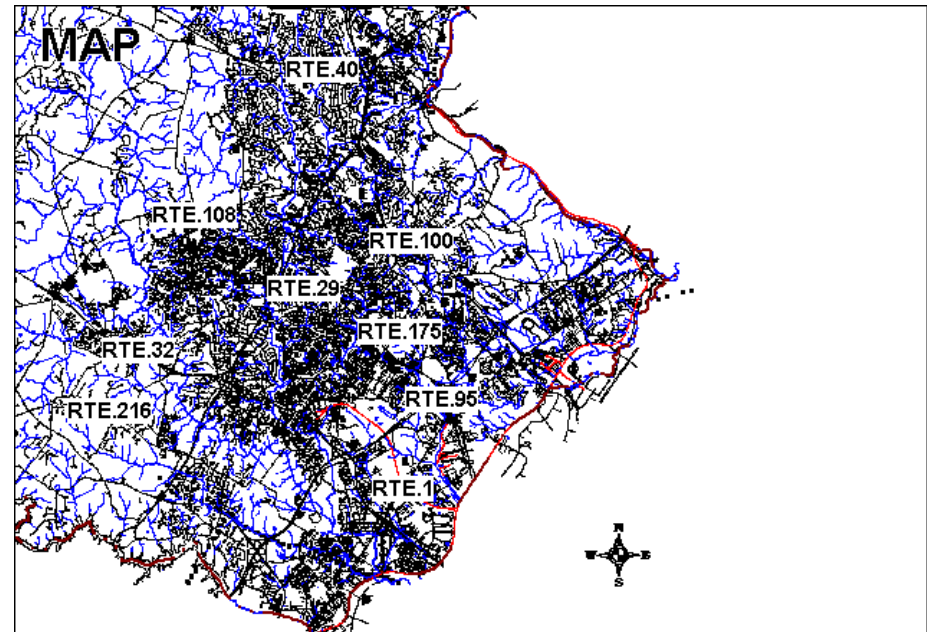 MAP
RTE.40
RTE.108
RTE.100
RTE.29
RTE.175
RTE.32
RTE.95
RTE.216
RTE.1
N
W E
S